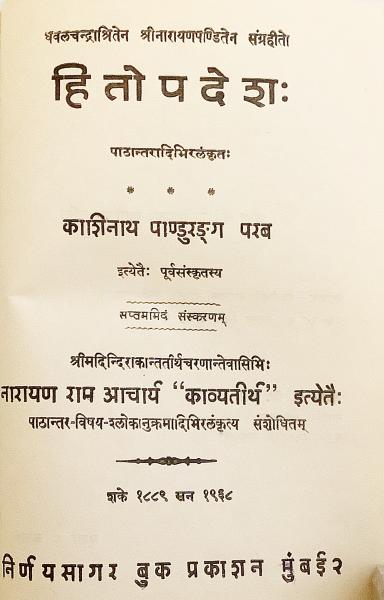 धवलचन्द्राश्रितेन श्रीनारायणपण्डितेन संग्रहीतो
हितोपदेशः
पाठान्तरादिभिरलंकृतः
* * *
काशिनाथ पाण्डुरङ्ग परब
इत्येतैः पूर्वसंस्कृतस्य
सप्तममिदं संस्करणम्
श्रीमदिन्दिराकान्ततीर्थचरणान्तेवासिभिः
नारायण राम आचार्य “काव्यतीर्थ” इत्येतैः
पाठान्तर-विषय-श्लोकानुक्रमादिभिरलंकृत्य संशोधितम्
शके १८८९ सन १९६८
निर्णयसागर बुक प्रकाशन मुंबई २